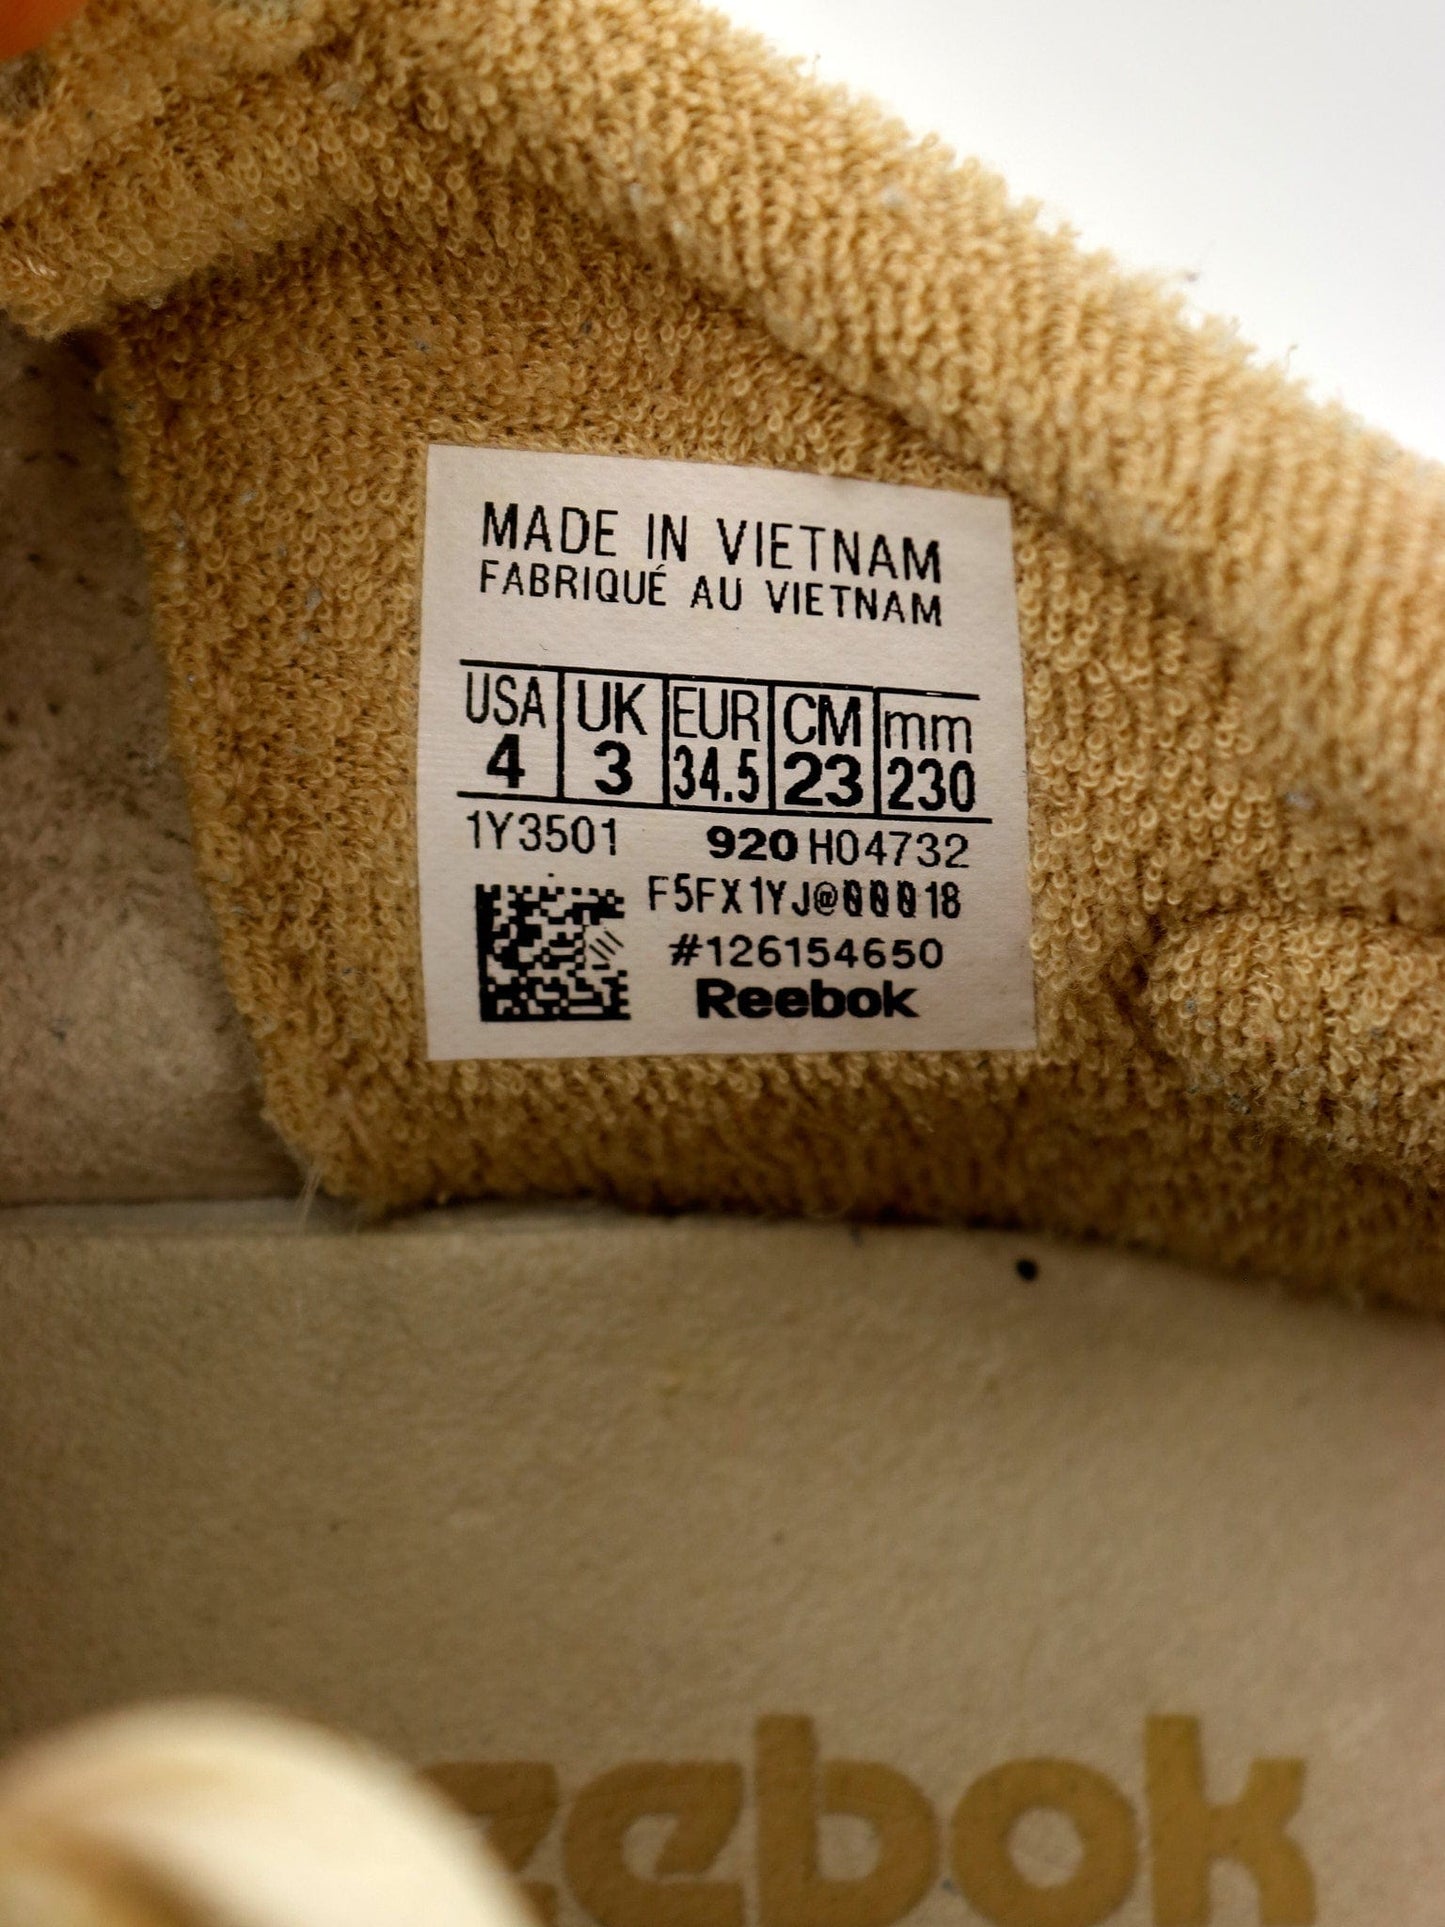 MADE IN VIETNAM
FABRIQUÉ AU VIETNAM
USA UK EUR CM mm
4 3 34.5 23 230
1Y3501 920 H04732
F5FX1YJ@00018
#126154650
Reebok
eebok